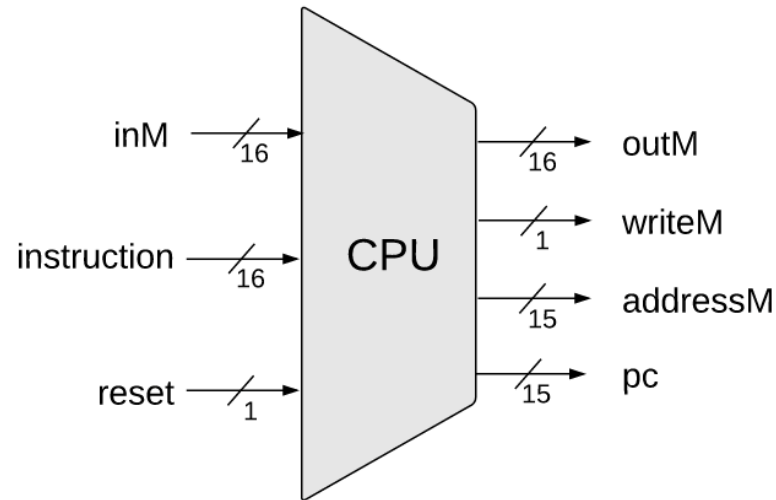 inM
16
instruction
16
reset
1
CPU
16
outM
1
writeM
15
addressM
15
pc